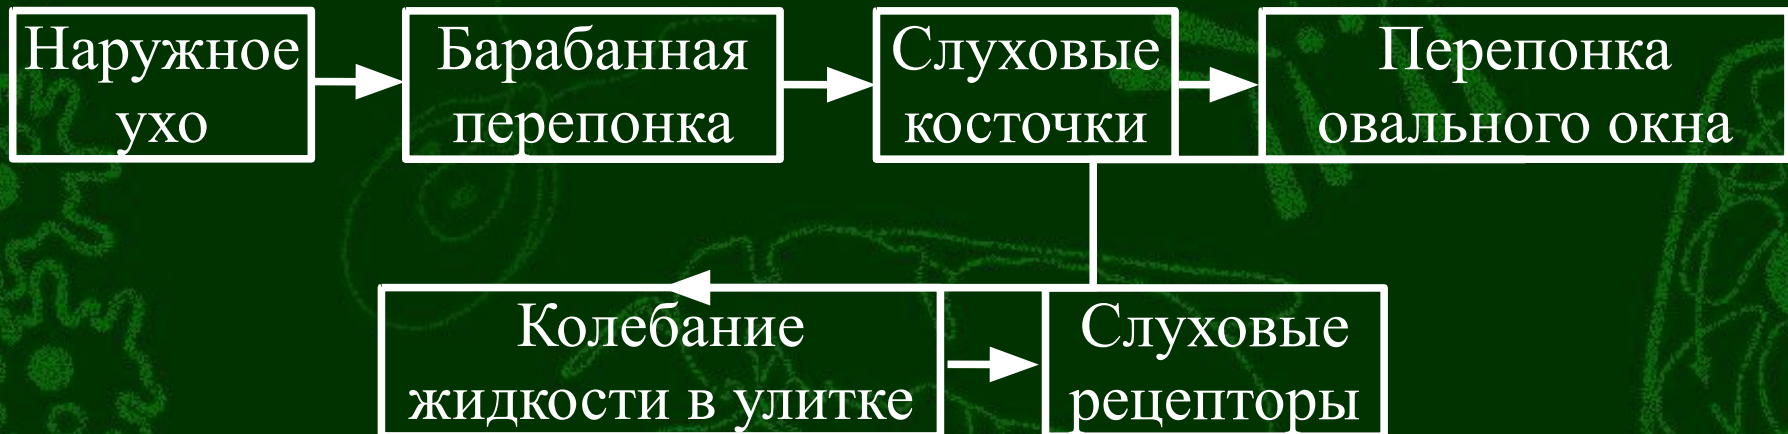 Наружное
ухо
Барабанная
перепонка
Слуховые
косточки
Перепонка
овального окна
Колебание
жидкости в улитке
Слуховые
рецепторы